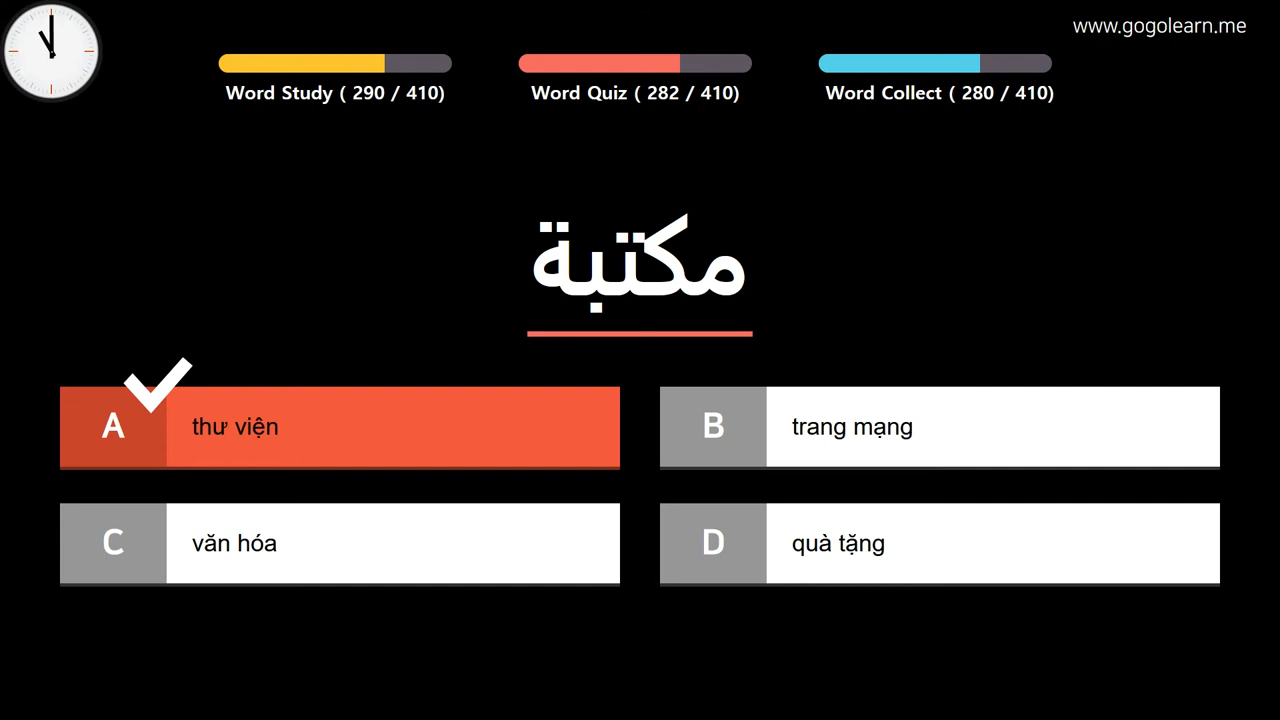 www.gogolearn.me
Word Study ( 290 / 410)
Word Quiz ( 282 / 410)
Word Collect ( 280 / 410)
مكتبة
A
thư viện
B
trang mạng
C
văn hóa
D
quà tặng